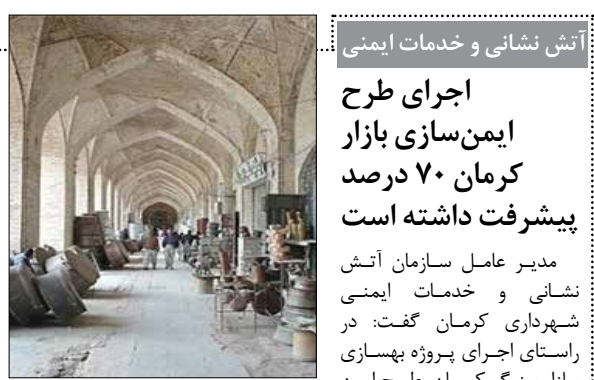 آتش نشانی و خدمات ایمنی
اجرای طرح
ایمن‌سازی بازار
کرمان ۷۰ درصد
پیشرفت داشته است
مدیر عامل سازمان آتش
نشانی و خدمات ایمنی
شهرداری کرمان گفت: در
راستای اجرای پروژه بهسازی